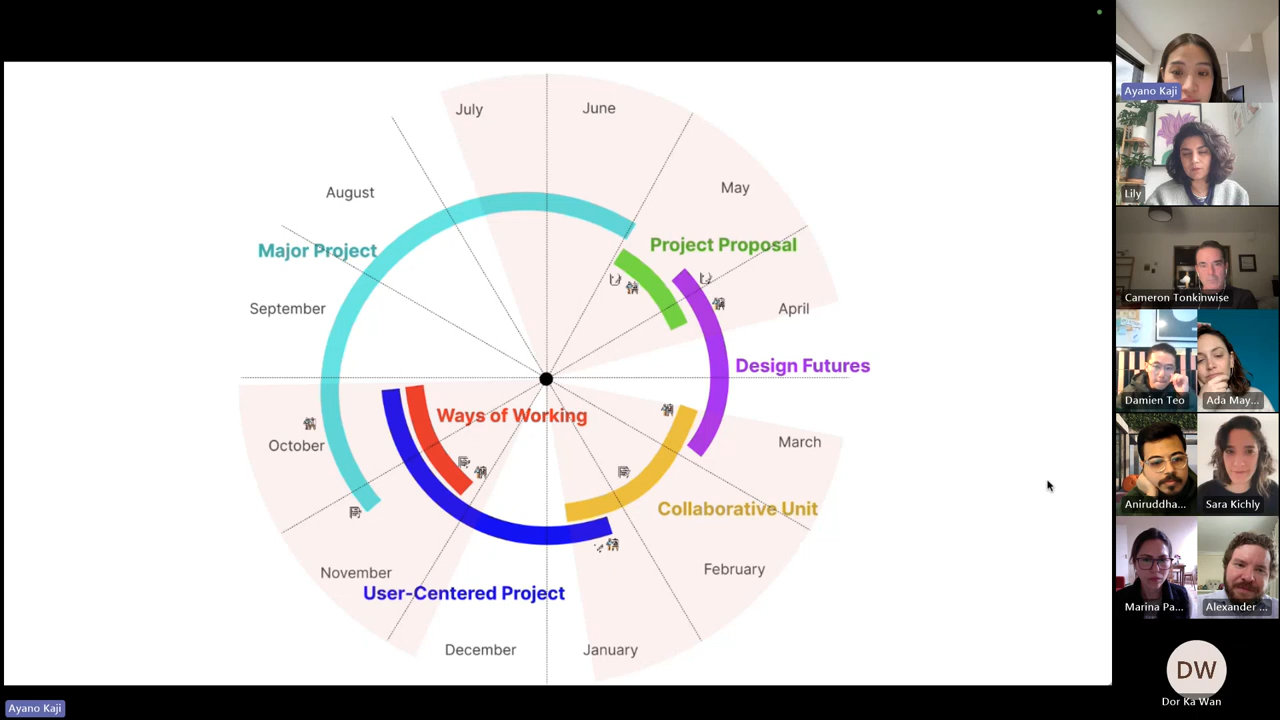 July
June
August
May
Major Project
Project Proposal
September
April
Design Futures
Ways of Working
October
March
Collaborative Unit
November
February
User-Centered Project
December
January
Ayano Kaji
Ayano Kaji
Lily
Cameron Tonkinwise
Damien Teo
Ada May...
Aniruddha...
Sara Kichly
Marina Pa...
Alexander ...
DW
Dor Ka Wan